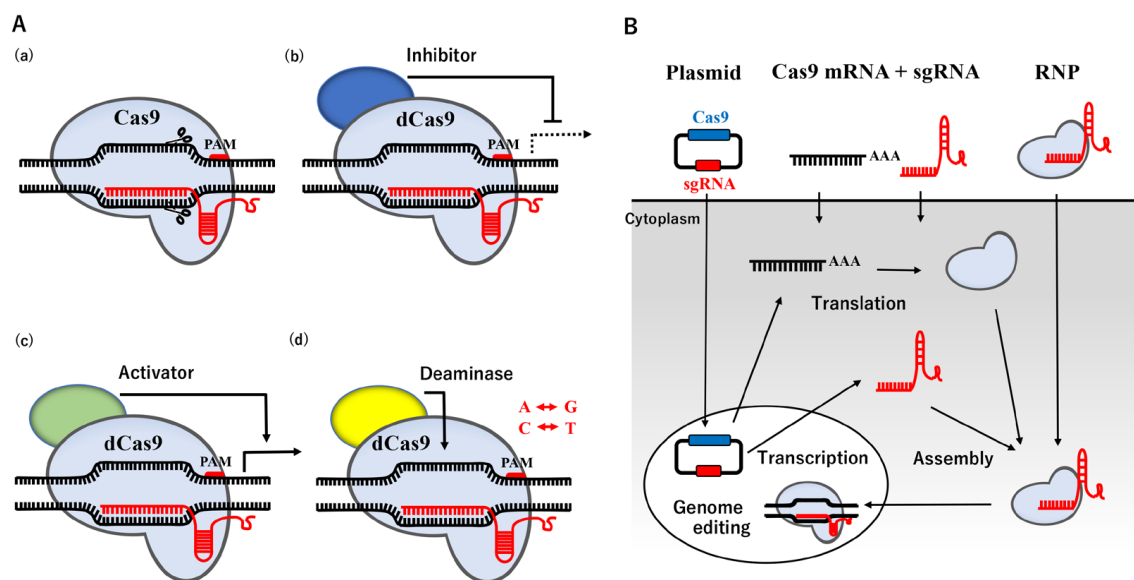 A
(a)
Cas9
PAM
(b)
Inhibitor
dCas9
PAM
(c)
Activator
dCas9
PAM
(d)
Deaminase
A G
C T
dCas9
PAM
B
Plasmid
Cas9 mRNA + sgRNA
RNP
Cas9
sgRNA
AAA
Cytoplasm
AAA
Translation
Transcription
Assembly
Genome
editing